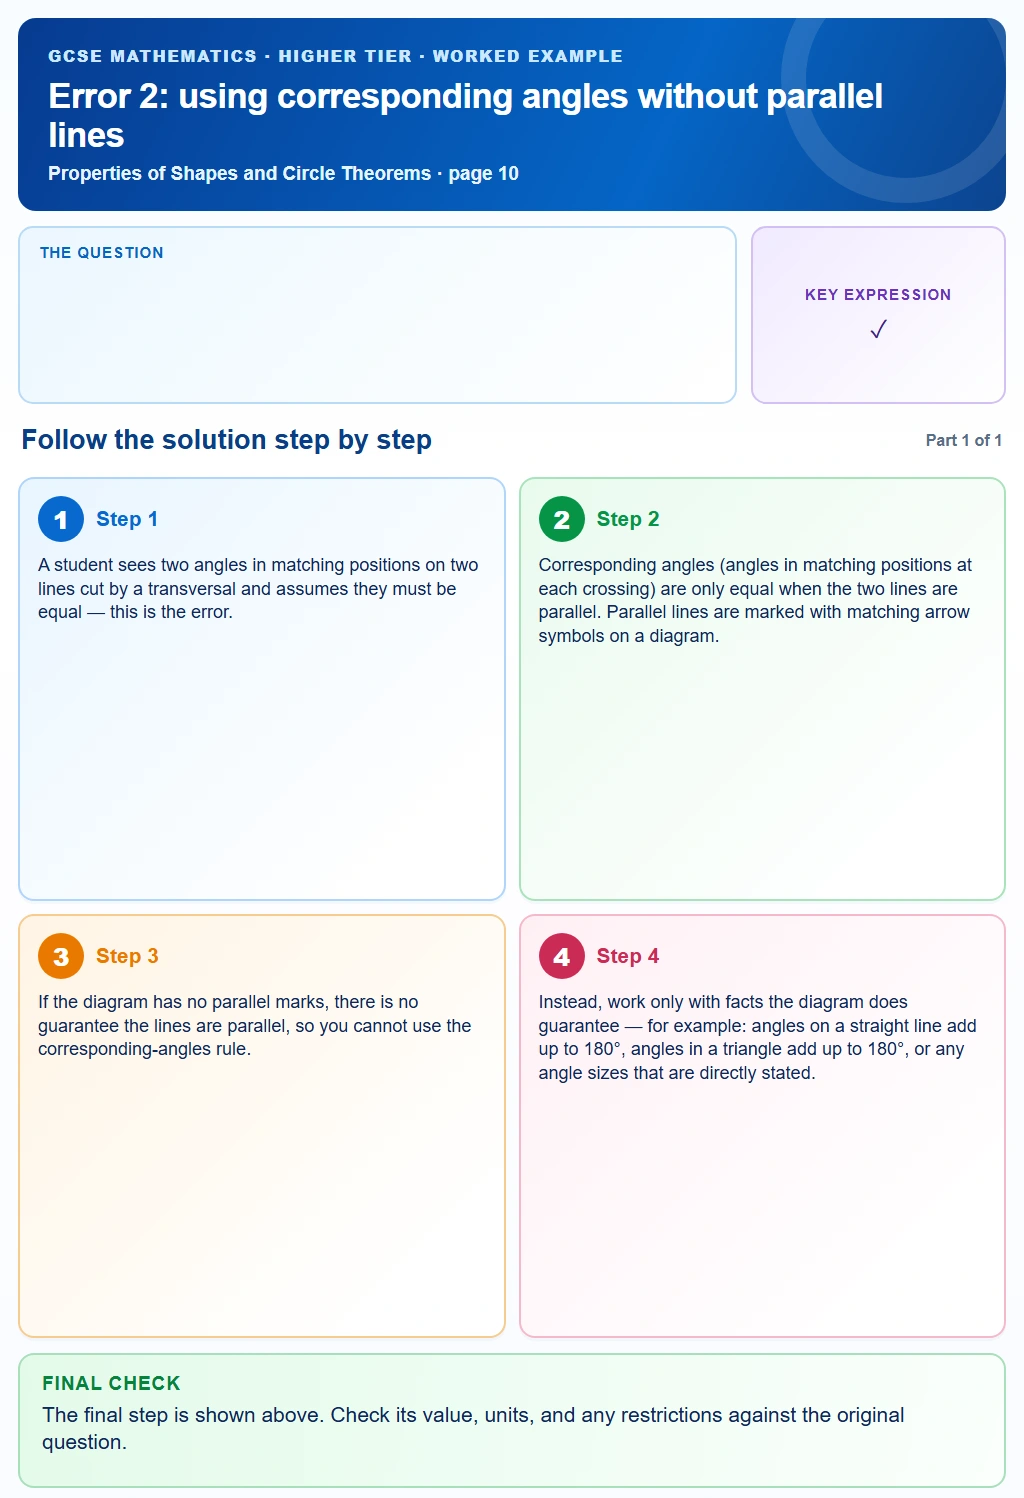 GCSE MATHEMATICS · HIGHER TIER · WORKED EXAMPLE
Error 2: using corresponding angles without parallel
lines
Properties of Shapes and Circle Theorems · page 10
THE QUESTION
KEY EXPRESSION
✓
Follow the solution step by step
Part 1 of 1
1 Step 1
A student sees two angles in matching positions on two
lines cut by a transversal and assumes they must be
equal — this is the error.
2 Step 2
Corresponding angles (angles in matching positions at
each crossing) are only equal when the two lines are
parallel. Parallel lines are marked with matching arrow
symbols on a diagram.
3 Step 3
If the diagram has no parallel marks, there is no
guarantee the lines are parallel, so you cannot use the
corresponding-angles rule.
4 Step 4
Instead, work only with facts the diagram does
guarantee — for example: angles on a straight line add
up to 180°, angles in a triangle add up to 180°, or any
angle sizes that are directly stated.
FINAL CHECK
The final step is shown above. Check its value, units, and any restrictions against the original
question.